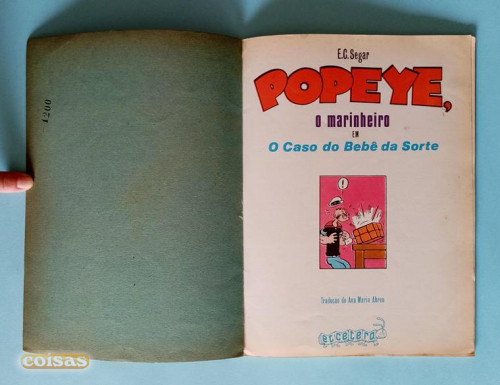 1200
E.C. Segar
POPEYE,
o marinheiro
EM
O Caso do Bebê da Sorte
!
Tradução de Ana Maria Abreu
etcetera
coisas